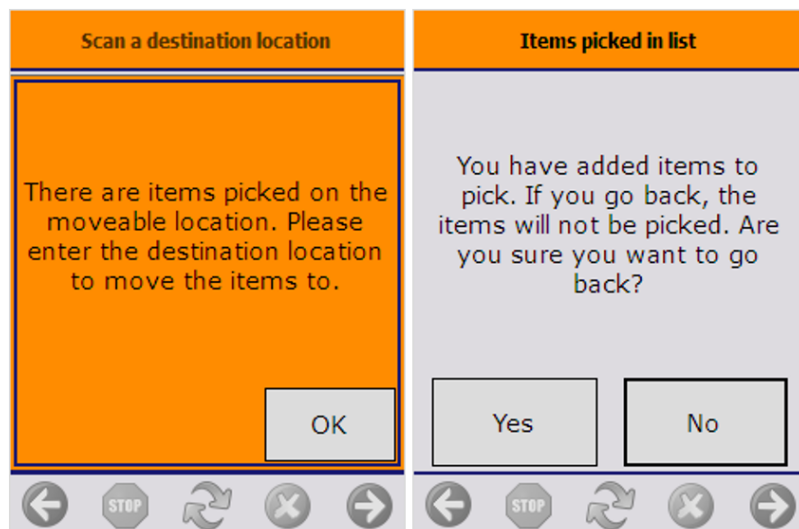 Scan a destination location
There are items picked on the
moveable location. Please
enter the destination location
to move the items to.
OK
STOP
Items picked in list
You have added items to
pick. If you go back, the
items will not be picked. Are
you sure you want to go
back?
Yes
No
STOP